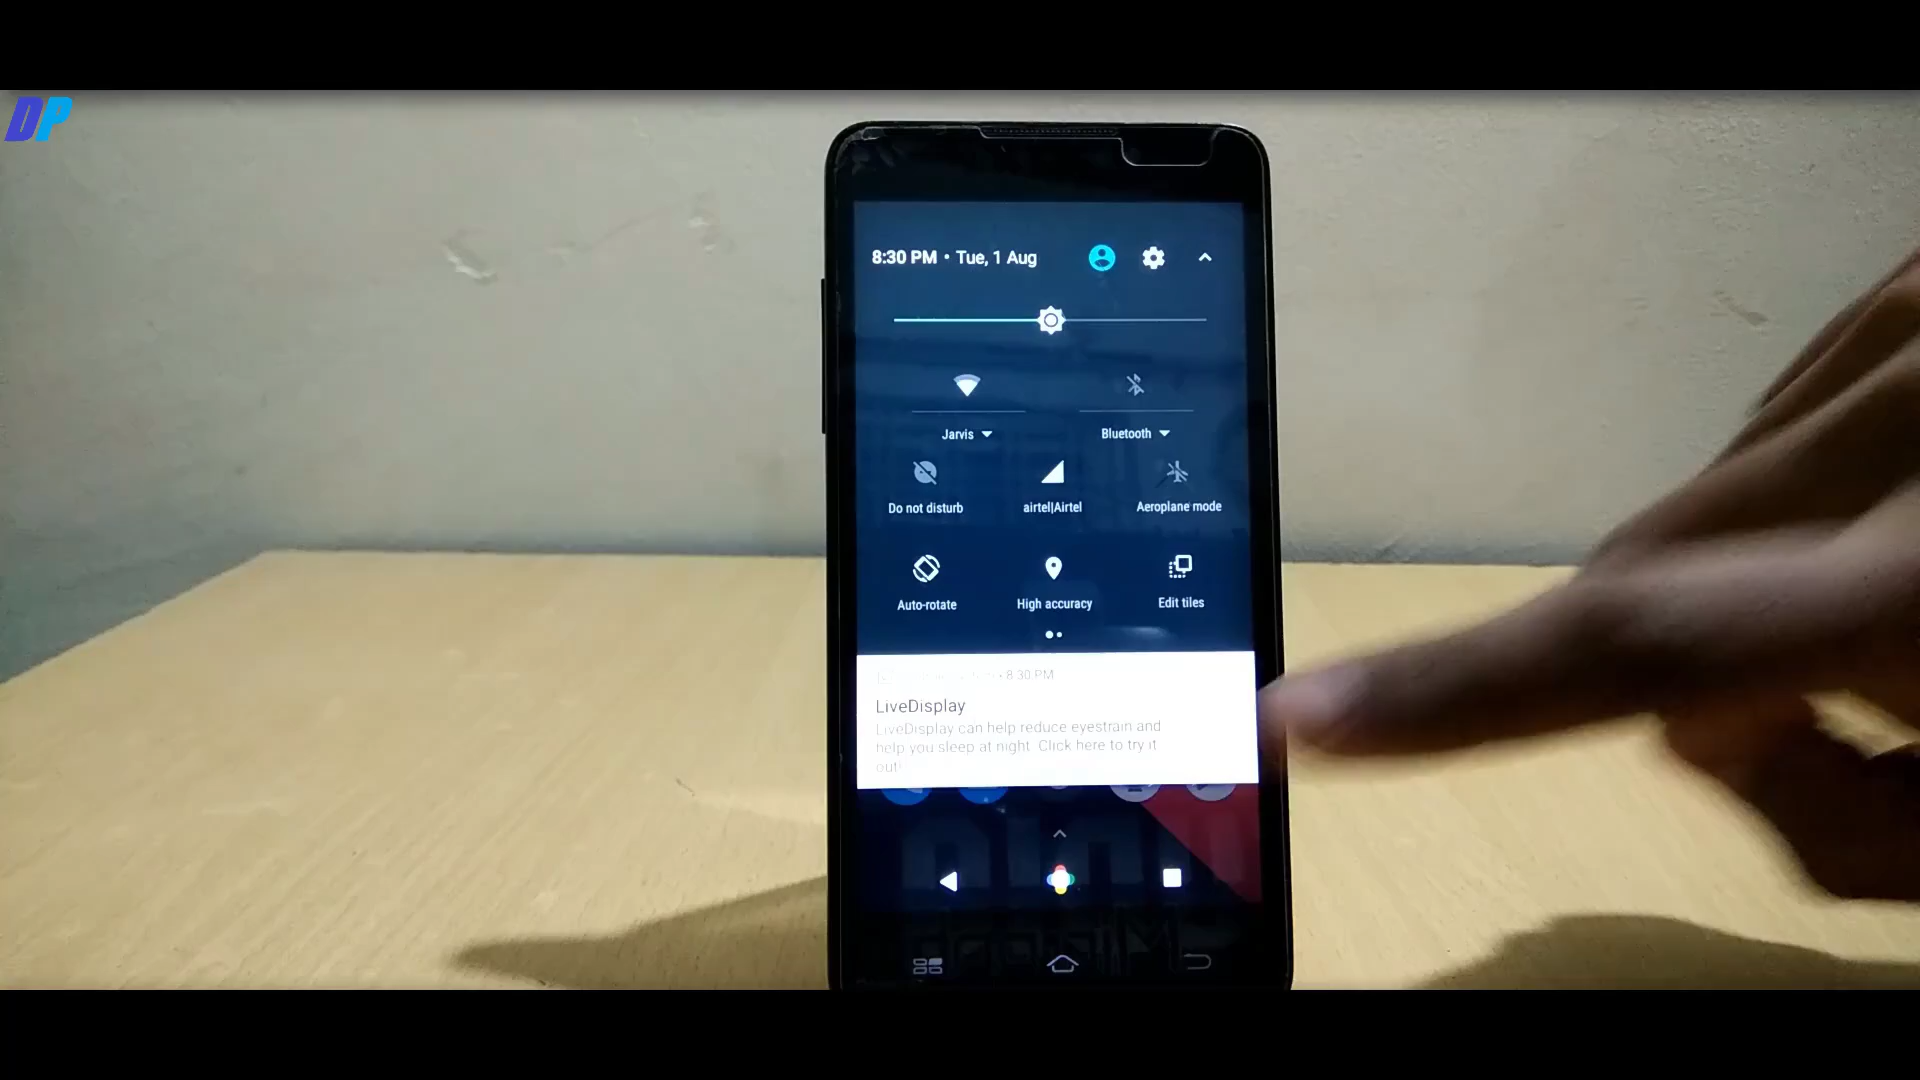 DP
8:30 PM • Tue, 1 Aug
Jarvis
Bluetooth
Do not disturb
airtel|Airtel
Aeroplane mode
Auto-rotate
High accuracy
Edit tiles
• 8:30 PM
LiveDisplay
LiveDisplay can help reduce eyestrain and
help you sleep at night. Click here to try it
out!